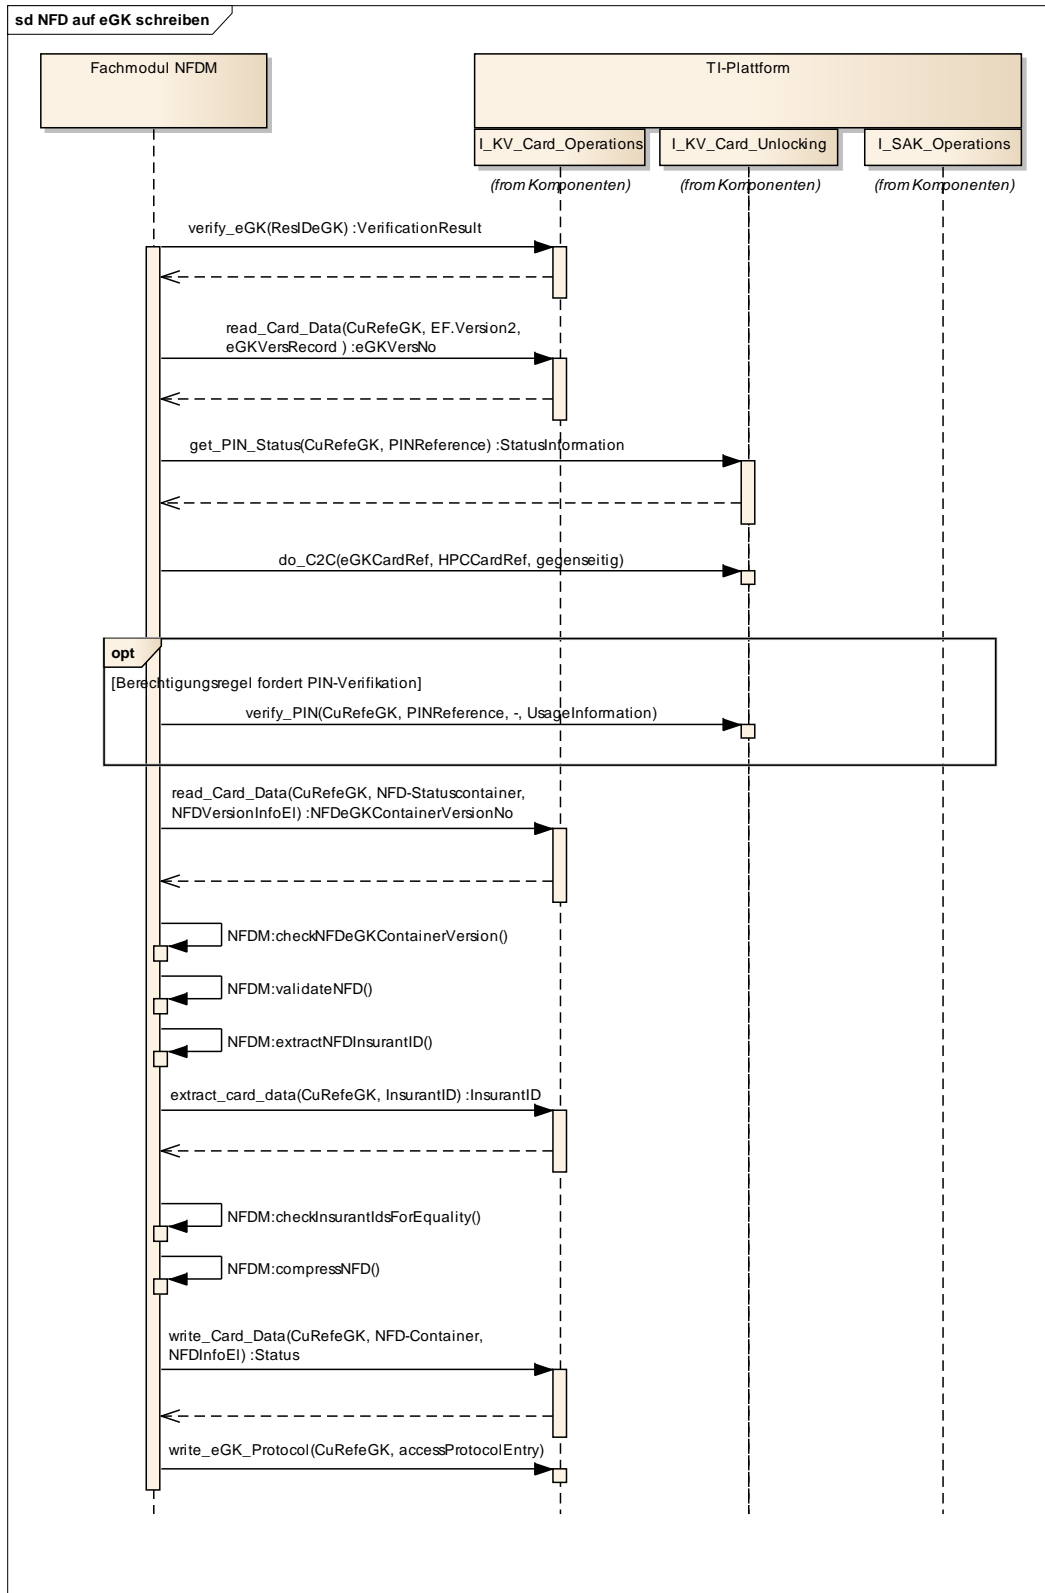 sd NFD auf eGK schreiben
Fachmodul NFDM
TI-Plattform
I_KV_Card_Operations
I_KV_Card_Unlocking
I_SAK_Operations
(from Komponenten)
(from Komponenten)
(from Komponenten)
verify_eGK(ResIDeGK) :VerificationResult
read_Card_Data(CuRefeGK, EF.Version2,
eGKVersRecord ) :eGKVersNo
get_PIN_Status(CuRefeGK, PINReference) :StatusInformation
do_C2C(eGKCardRef, HPCCardRef, gegenseitig)
opt
[Berechtigungsregel fordert PIN-Verifikation]
verify_PIN(CuRefeGK, PINReference, -, UsageInformation)
read_Card_Data(CuRefeGK, NFD-Statuscontainer,
NFDVersionInfoEl) :NFDeGKContainerVersionNo
NFDM:checkNFDeGKContainerVersion()
NFDM:validateNFD()
NFDM:extractNFDInsurantID()
extract_card_data(CuRefeGK, InsurantID) :InsurantID
NFDM:checkInsurantIdsForEquality()
NFDM:compressNFD()
write_Card_Data(CuRefeGK, NFD-Container,
NFDInfoEl) :Status
write_eGK_Protocol(CuRefeGK, accessProtocolEntry)